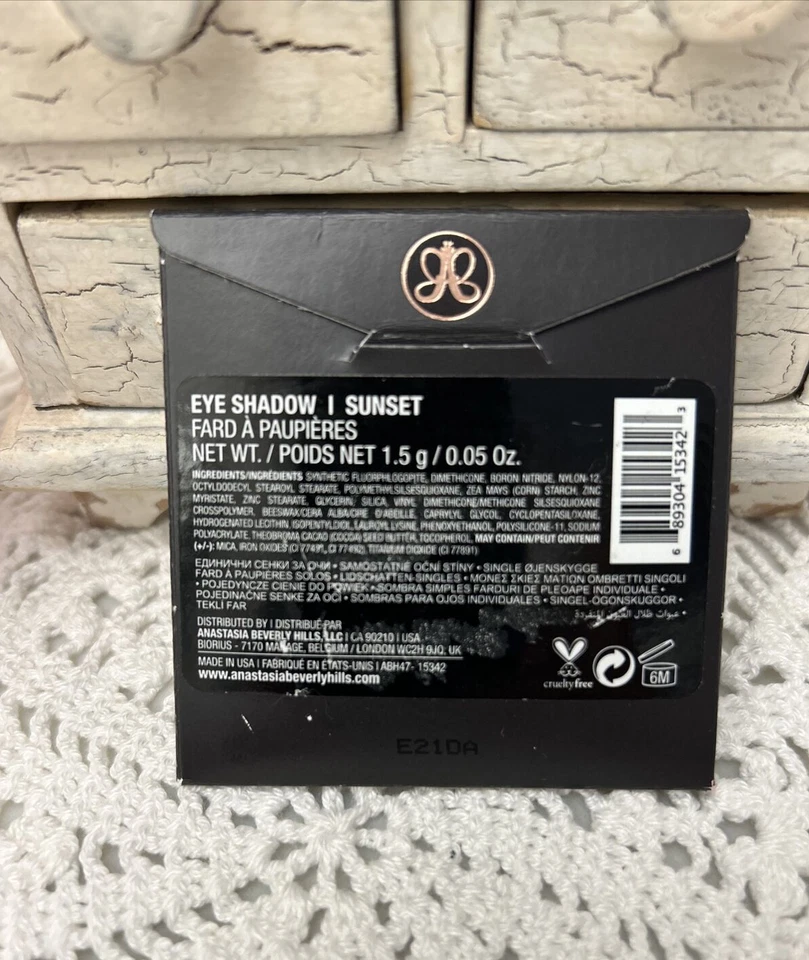 EYE SHADOW | SUNSET
FARD À PAUPIÈRES
NET WT. / POIDS NET 1.5 g / 0.05 Oz.
INGREDIENTS/INGRÉDIENTS SYNTHETIC FLUORPHLOGOPITE, DIMETHICONE, BORON NITRIDE, NYLON-12,
OCTYLDODECYL STEAROYL STEARATE, POLYMETHYLSILSESQUIOXANE, ZEA MAYS (CORN) STARCH, ZINC
MYRISTATE, ZINC STEARATE, GLYCERIN, SILICA, VINYL DIMETHICONE/METHICONE SILSESQUIOXANE
CROSSPOLYMER, BEESWAX/CERA ALBA/CIRE D'ABEILLE, CAPRYLYL GLYCOL, CYCLOPENTASILOXANE,
HYDROGENATED LECITHIN, ISOPENTYLDIOL, LAUROYL LYSINE, PHENOXYETHANOL, POLYSILICONE-11, SODIUM
POLYACRYLATE, THEOBROMA CACAO (COCOA) SEED BUTTER, TOCOPHEROL. MAY CONTAIN/PEUT CONTENIR
(+/-): MICA, IRON OXIDES (CI 77491, CI 77492), TITANIUM DIOXIDE (CI 77891)
ЕДИНИЧНИ СЕНКИ ЗА ОЧИ • SAMOSTATNÉ OČNÍ STÍNY • SINGLE ØJENSKYGGE
FARD À PAUPIÈRES SOLOS • LIDSCHATTEN-SINGLES • ΜΟΝΕΣ ΣΚΙΕΣ ΜΑΤΙΟΝ OMBRETTI SINGOLI
• POJEDYNCZE CIENIE DO POWIEK • SOMBRA SIMPLES FARDURI DE PLEOAPE INDIVIDUALE •
POJEDINAČNE SENKE ZA OČI • SOMBRAS PARA OJOS INDIVIDUALES • SINGEL-ÖGONSKUGGOR •
TEKLİ FAR
عبوات ظلال العيون المنفردة •
DISTRIBUTED BY | DISTRIBUÉ PAR
ANASTASIA BEVERLY HILLS, LLC | CA 90210 | USA
BIORIUS - 7170 MANAGE, BELGIUM / LONDON WC2H 9JQ, UK
MADE IN USA | FABRIQUÉ EN ÉTATS-UNIS | ABH47- 15342
www.anastasiabeverlyhills.com
6 89304 15342 3
crueltyfree
6M
E21DA